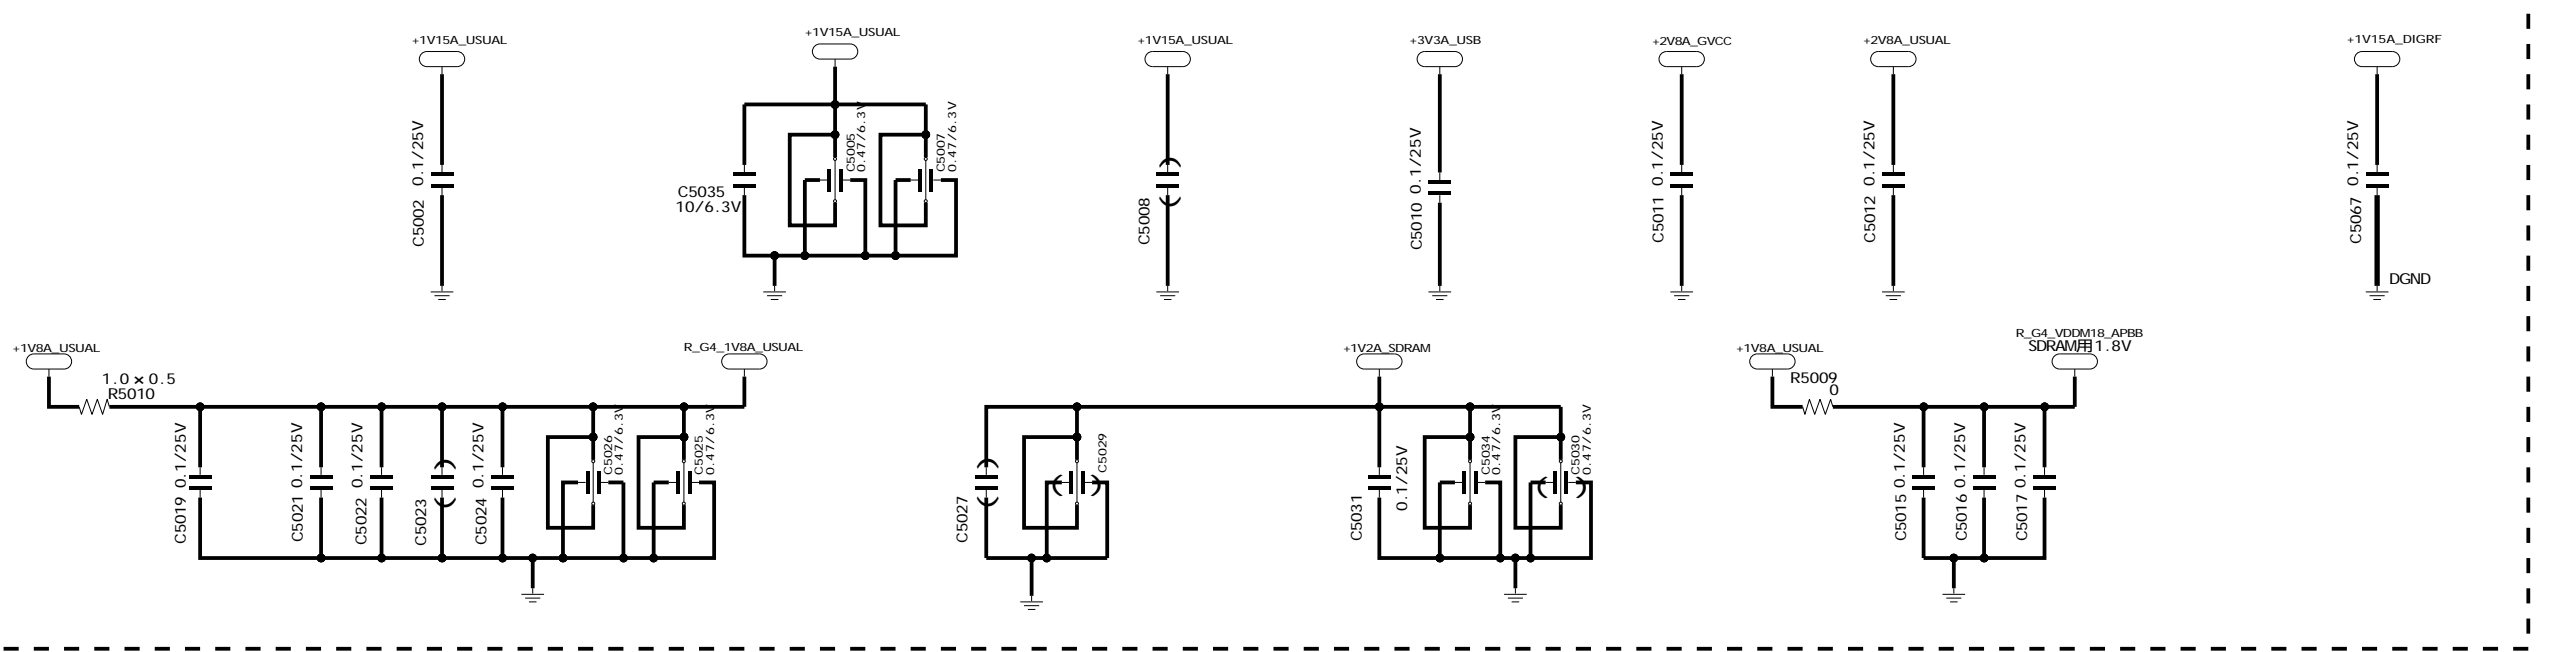 +1V15A_USUAL
C5002 0.1/25V
+1V15A_USUAL
C5035
10/6.3V
C5005
0.47/6.3V
C5007
0.47/6.3V
+1V15A_USUAL
C5008
+3V3A_USB
C5010 0.1/25V
+2V8A_GVCC
C5011 0.1/25V
+2V8A_USUAL
C5012 0.1/25V
+1V15A_DIGRF
C5067 0.1/25V
DGND
+1V8A_USUAL
1.0×0.5
R5010
R_G4_1V8A_USUAL
C5019 0.1/25V
C5021 0.1/25V
C5022 0.1/25V
C5023
C5024 0.1/25V
C5026
0.47/6.3V
C5025
0.47/6.3V
+1V2A_SDRAM
C5027
C5029
C5031
0.1/25V
C5034
0.47/6.3V
C5030
0.47/6.3V
+1V8A_USUAL
R5009
0
R_G4_VDDM18_APBB
SDRAM用1.8V
C5015 0.1/25V
C5016 0.1/25V
C5017 0.1/25V